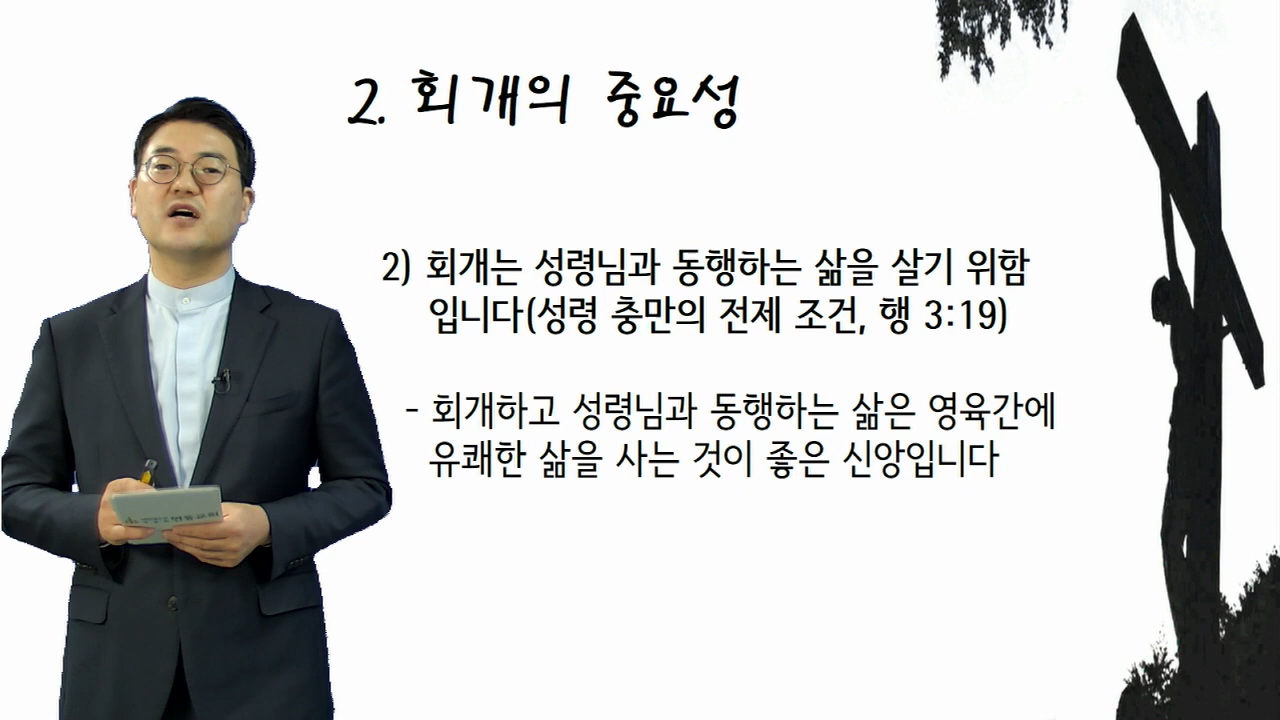 2. 회개의 중요성
2) 회개는 성령님과 동행하는 삶을 살기 위함
입니다(성령 충만의 전제 조건, 행 3:19)
- 회개하고 성령님과 동행하는 삶은 영육간에
유쾌한 삶을 사는 것이 좋은 신앙입니다